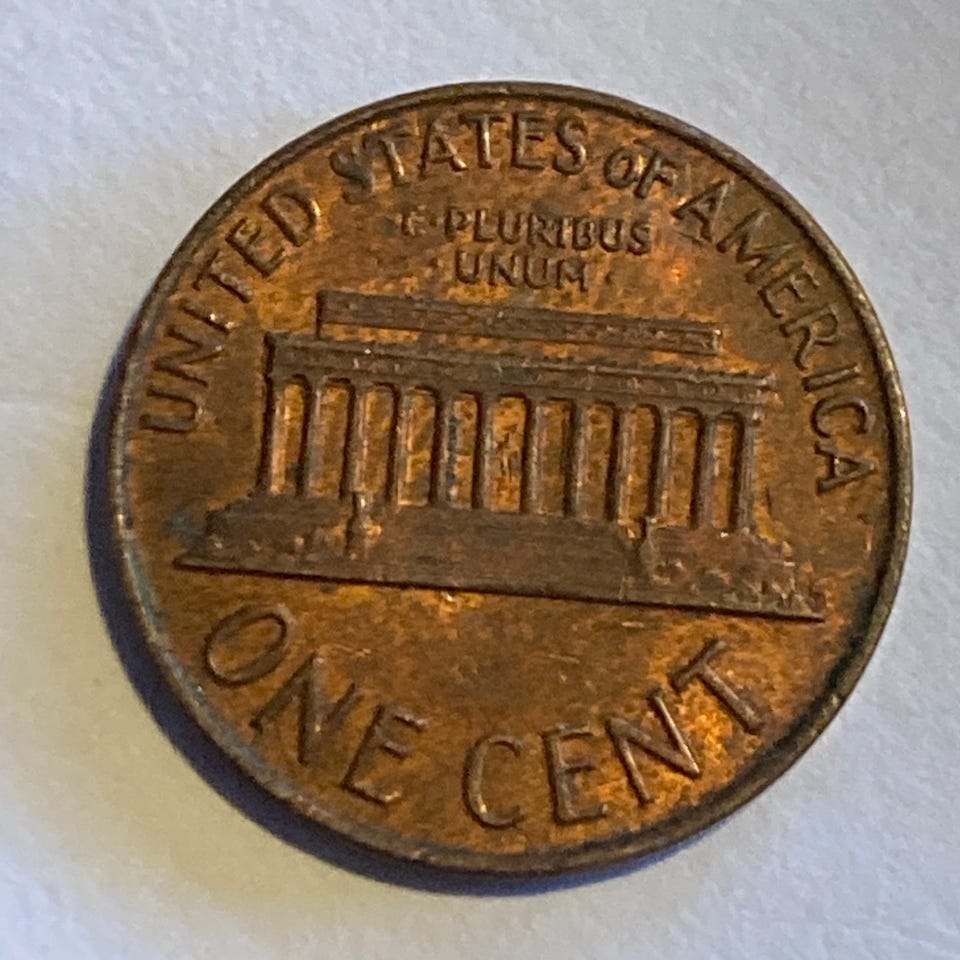 UNITED STATES OF AMERICA
E·PLURIBUS
·UNUM·
ONE CENT